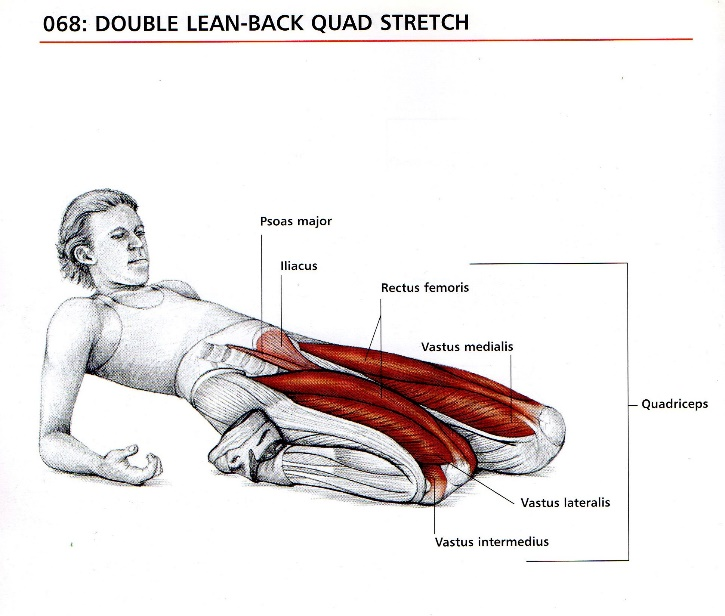 068: DOUBLE LEAN-BACK QUAD STRETCH
Psoas major
Iliacus
Rectus femoris
Vastus medialis
Quadriceps
Vastus lateralis
Vastus intermedius